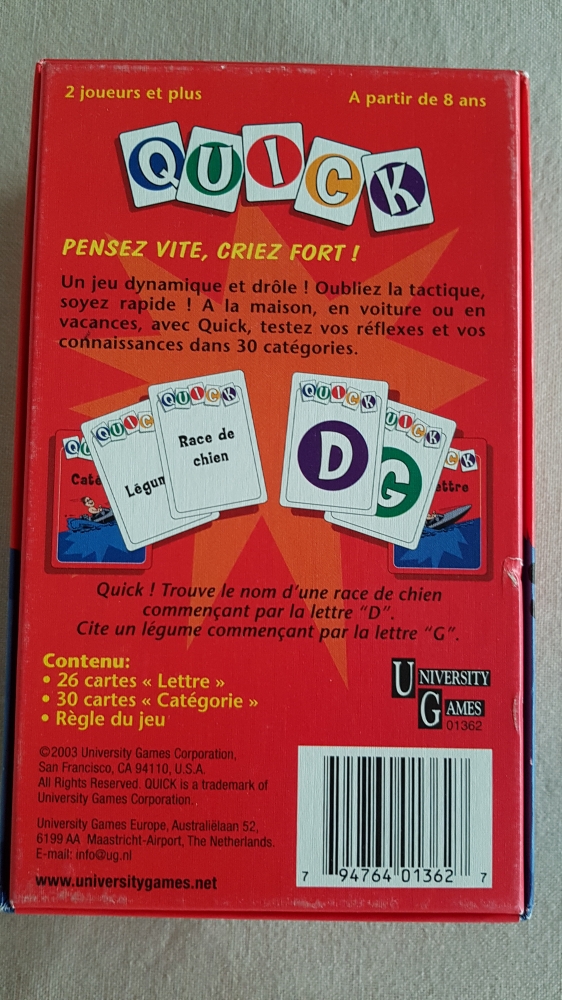 2 joueurs et plus
A partir de 8 ans
QUICK
PENSEZ VITE, CRIEZ FORT !
Un jeu dynamique et drôle ! Oubliez la tactique,
soyez rapide ! A la maison, en voiture ou en
vacances, avec Quick, testez vos réflexes et vos
connaissances dans 30 catégories.
QUICK
QUICK
Race de
chien
Légum
Caté
QUICK
D
UICK
G
ettre
Quick ! Trouve le nom d'une race de chien
commençant par la lettre "D".
Cite un légume commençant par la lettre "G".
Contenu:
• 26 cartes « Lettre »
• 30 cartes « Catégorie »
• Règle du jeu
UNIVERSITY
GAMES
01362
©2003 University Games Corporation,
San Francisco, CA 94110, U.S.A.
All Rights Reserved. QUICK is a trademark of
University Games Corporation.
University Games Europe, Australiëlaan 52,
6199 AA Maastricht-Airport, The Netherlands.
E-mail: info@ug.nl
www.universitygames.net
7 94764 01362 7